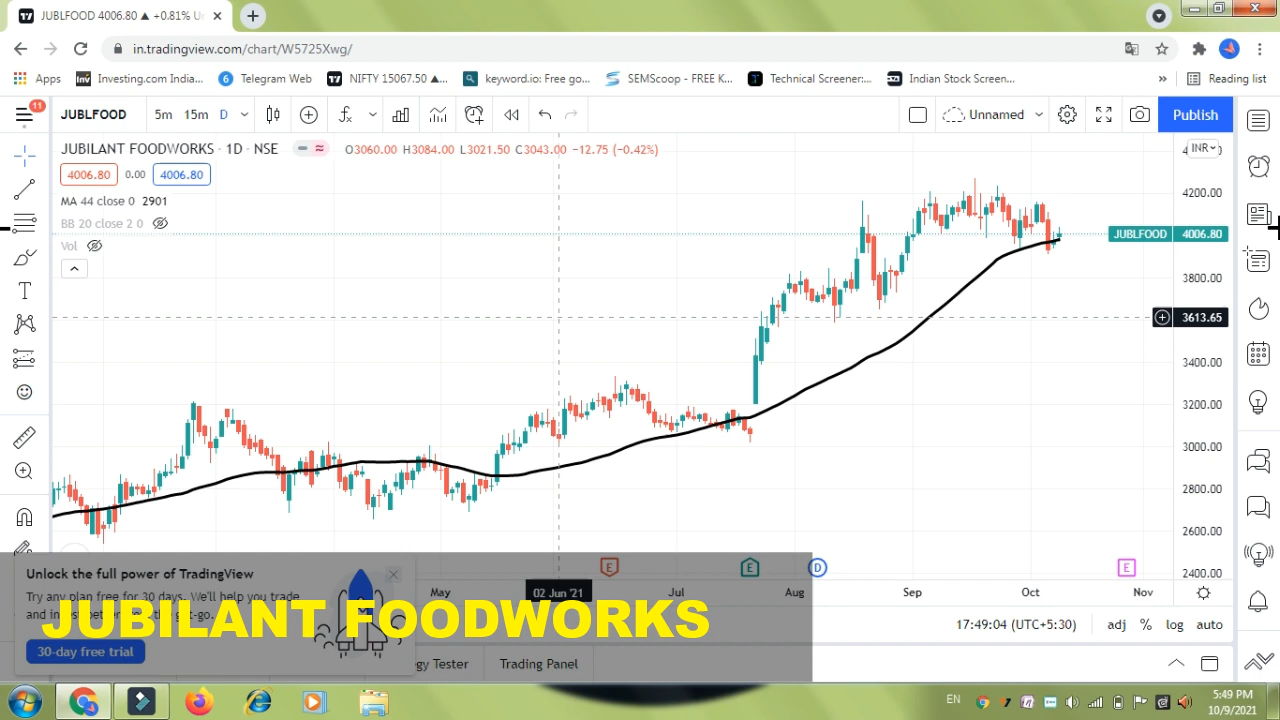 JUBLFOOD 4006.80 ▲ +0.81% U
in.tradingview.com/chart/W5725Xwg/
Apps Investing.com India... Telegram Web NIFTY 15067.50 ▲... keyword.io: Free go... SEMScoop - FREE K... Technical Screener;... Indian Stock Screen... » Reading list
11
JUBLFOOD 5m 15m D Unnamed Publish
JUBILANT FOODWORKS · 1D · NSE O3060.00 H3084.00 L3021.50 C3043.00 −12.75 (−0.42%)
INR
4006.80 0.00 4006.80
MA 44 close 0 2901
BB 20 close 2 0
Vol
4200.00
JUBLFOOD 4006.80
3800.00
3613.65
3400.00
3200.00
3000.00
2800.00
2600.00
2400.00
E E D E
May 02 Jun '21 Jul Aug Sep Oct Nov
Unlock the full power of TradingView
Try any plan free for 30 days. We'll help you trade
JUBILANT FOODWORKS
30-day free trial
17:49:04 (UTC+5:30) adj % log auto
Tester Trading Panel
EN
5:49 PM
10/9/2021